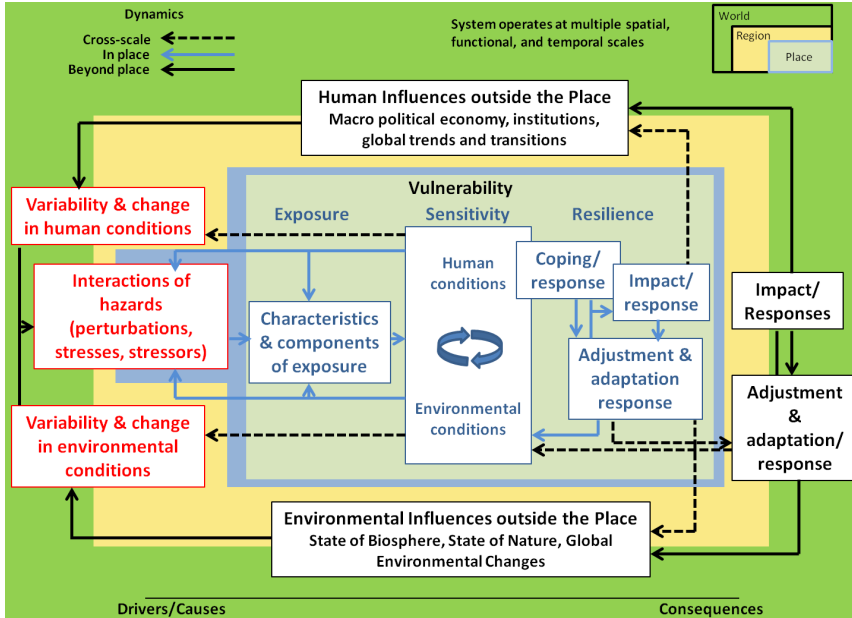 Dynamics
Cross-scale
In place
Beyond place
System operates at multiple spatial,
functional, and temporal scales
World
Region
Place
Human Influences outside the Place
Macro political economy, institutions,
global trends and transitions
Vulnerability
Exposure
Sensitivity
Resilience
Variability & change
in human conditions
Interactions of
hazards
(perturbations,
stresses, stressors)
Variability & change
in environmental
conditions
Characteristics
& components
of exposure
Human
conditions
Environmental
conditions
Coping/
response
Impact/
response
Adjustment &
adaptation
response
Impact/
Responses
Adjustment
&
adaptation/
response
Environmental Influences outside the Place
State of Biosphere, State of Nature, Global
Environmental Changes
Drivers/Causes
Consequences